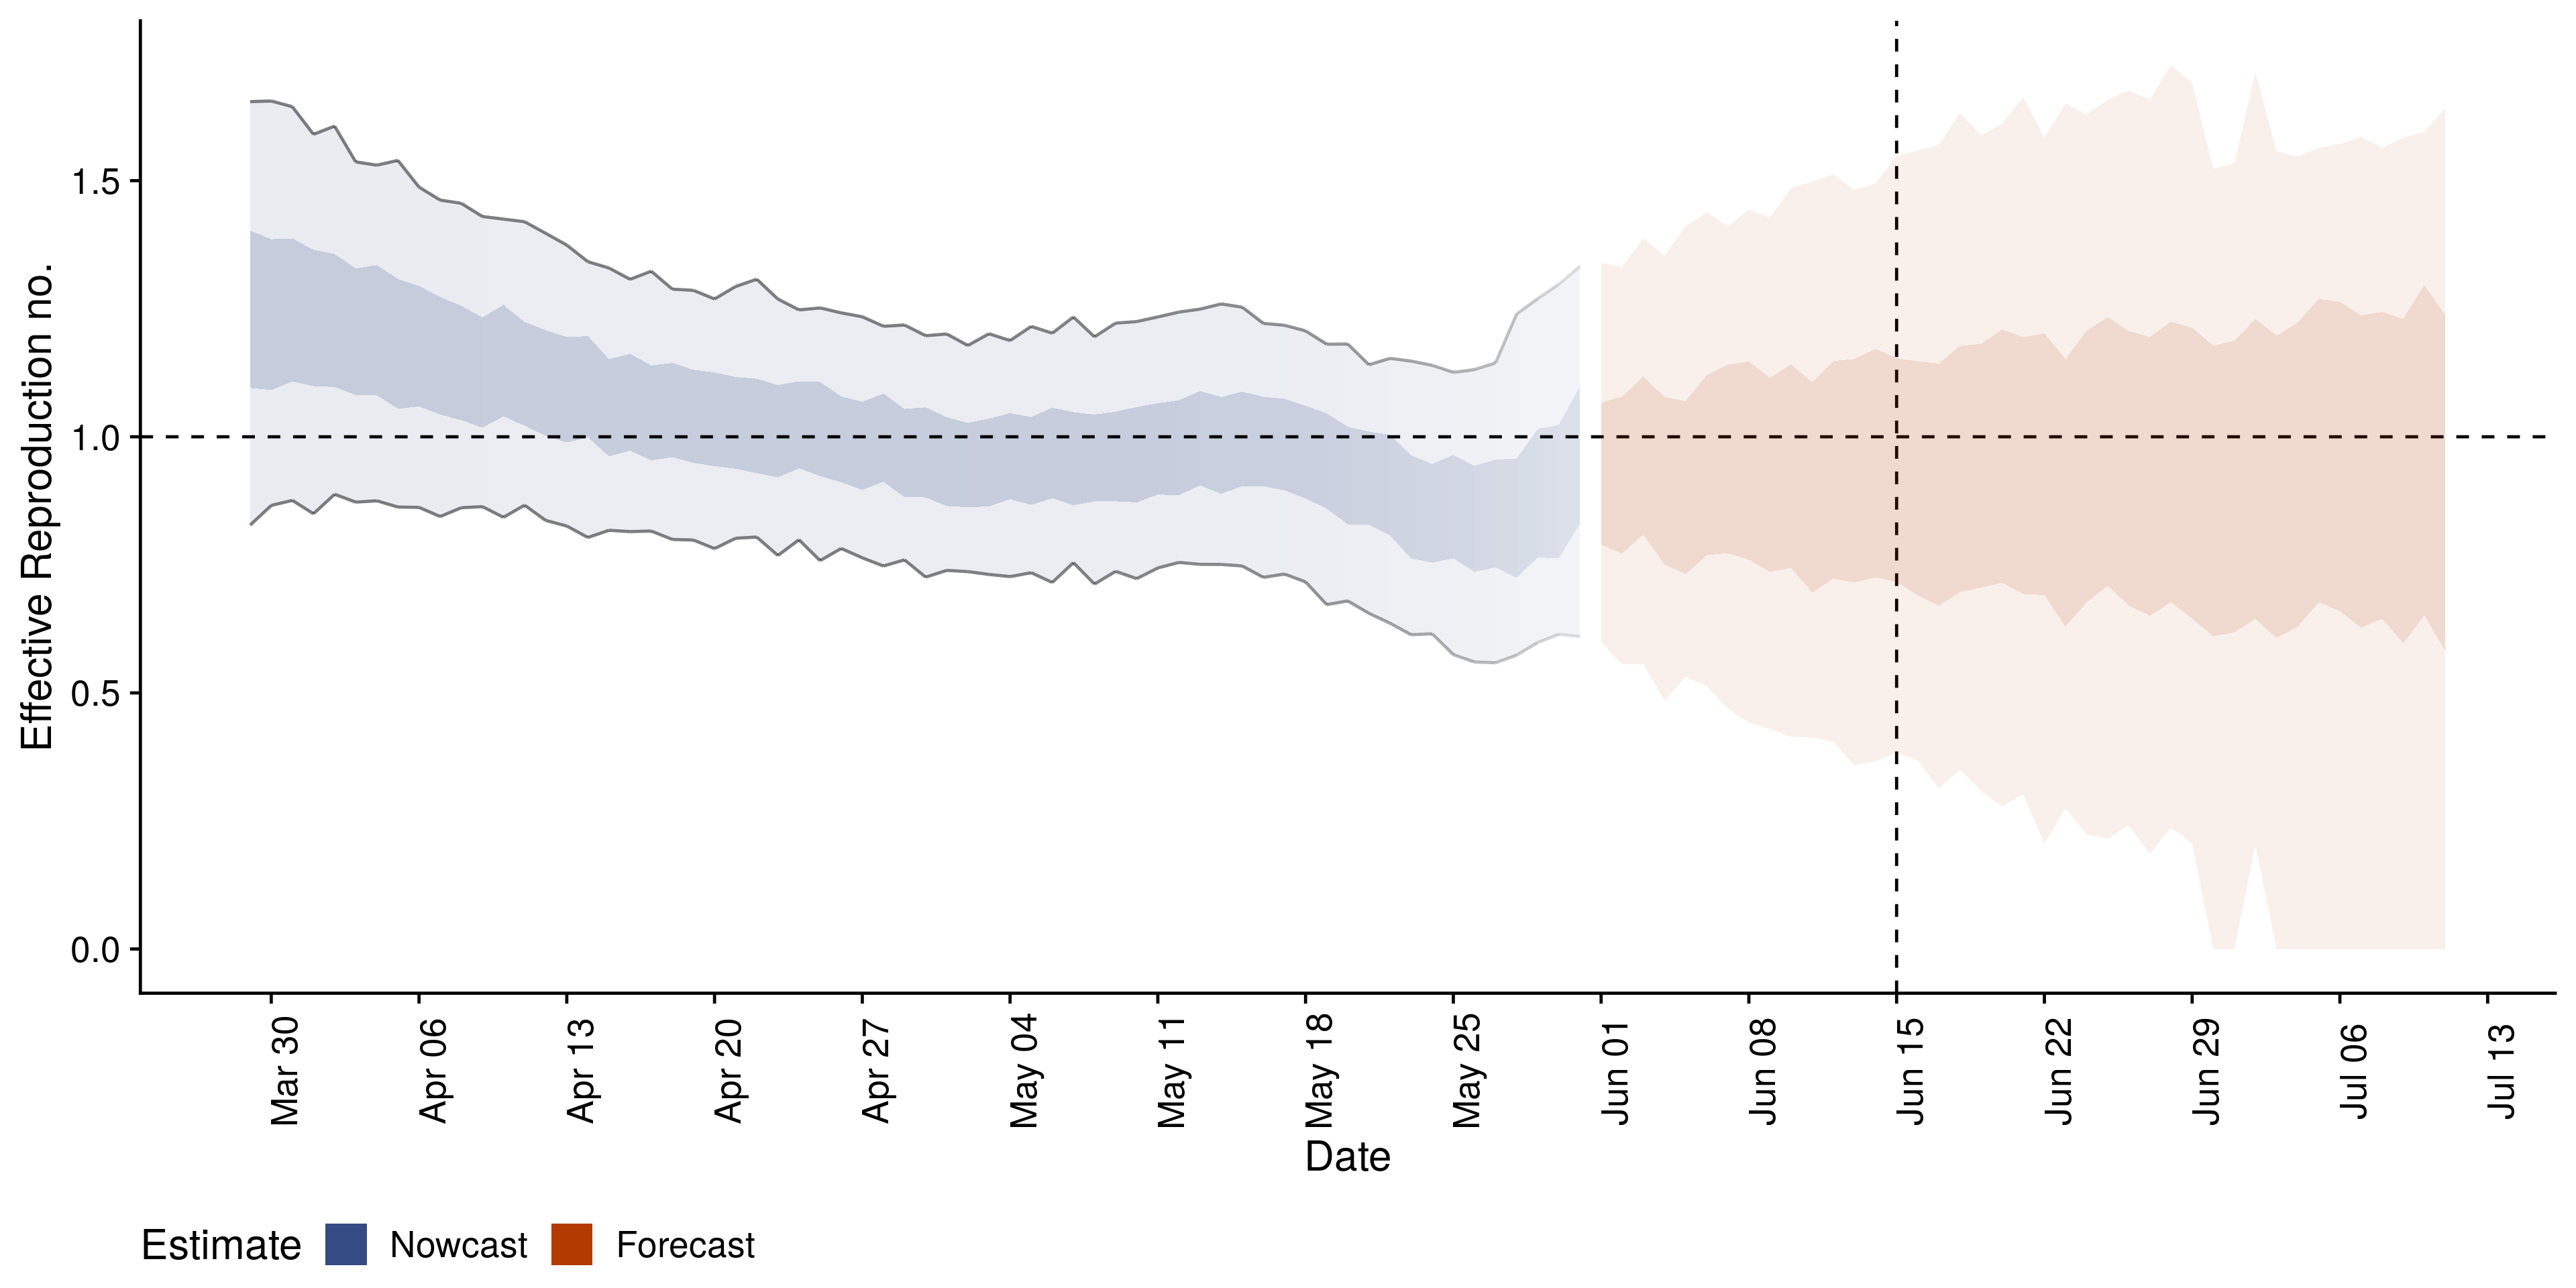 Effective Reproduction no.
1.5
1.0
0.5
0.0
Mar 30
Apr 06
Apr 13
Apr 20
Apr 27
May 04
May 11
May 18
May 25
Jun 01
Jun 08
Jun 15
Jun 22
Jun 29
Jul 06
Jul 13
Date
Estimate Nowcast Forecast